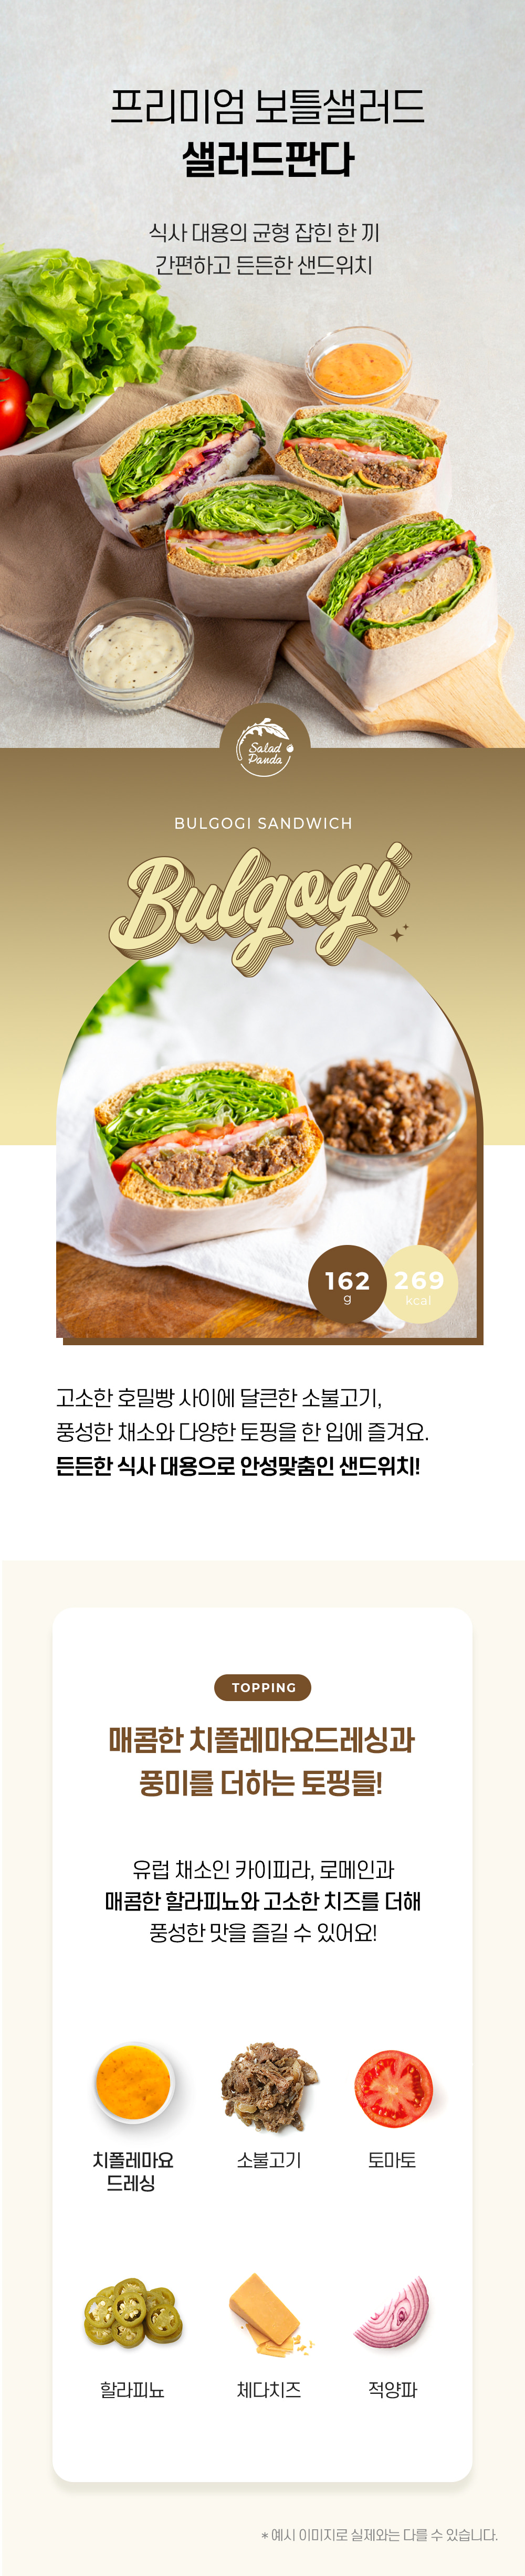 프리미엄 보틀샐러드
샐러드판다
식사 대용의 균형 잡힌 한 끼
간편하고 든든한 샌드위치
Salad
Panda
BULGOGI SANDWICH
Bulgogi
162
g
269
kcal
고소한 호밀빵 사이에 달큰한 소불고기,
풍성한 채소와 다양한 토핑을 한 입에 즐겨요.
든든한 식사 대용으로 안성맞춤인 샌드위치!
TOPPING
매콤한 치폴레마요드레싱과
풍미를 더하는 토핑들!
유럽 채소인 카이피라, 로메인과
매콤한 할라피뇨와 고소한 치즈를 더해
풍성한 맛을 즐길 수 있어요!
치폴레마요
드레싱
소불고기
토마토
할라피뇨
체다치즈
적양파
* 예시 이미지로 실제와는 다를 수 있습니다.